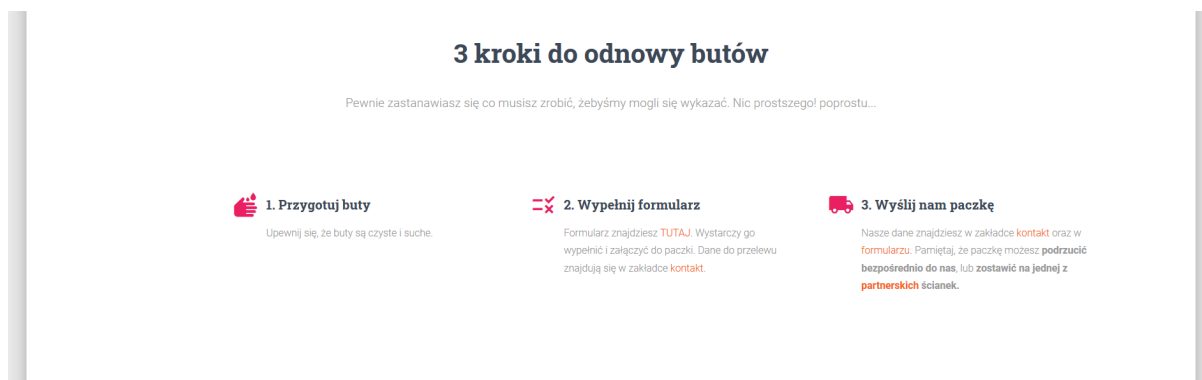 3 kroki do odnowy butów
Pewnie zastanawiasz się co musisz zrobić, żebyśmy mogli się wykazać. Nic prostszego! poprostu...
1. Przygotuj buty
Upewnij się, że buty są czyste i suche.
2. Wypełnij formularz
Formularz znajdziesz TUTAJ. Wystarczy go
wypełnić i załączyć do paczki. Dane do przelewu
znajdują się w zakładce kontakt.
3. Wyślij nam paczkę
Nasze dane znajdziesz w zakładce kontakt oraz w
formularzu. Pamiętaj, że paczkę możesz podrzucić
bezpośrednio do nas, lub zostawić na jednej z
partnerskich ścianek.